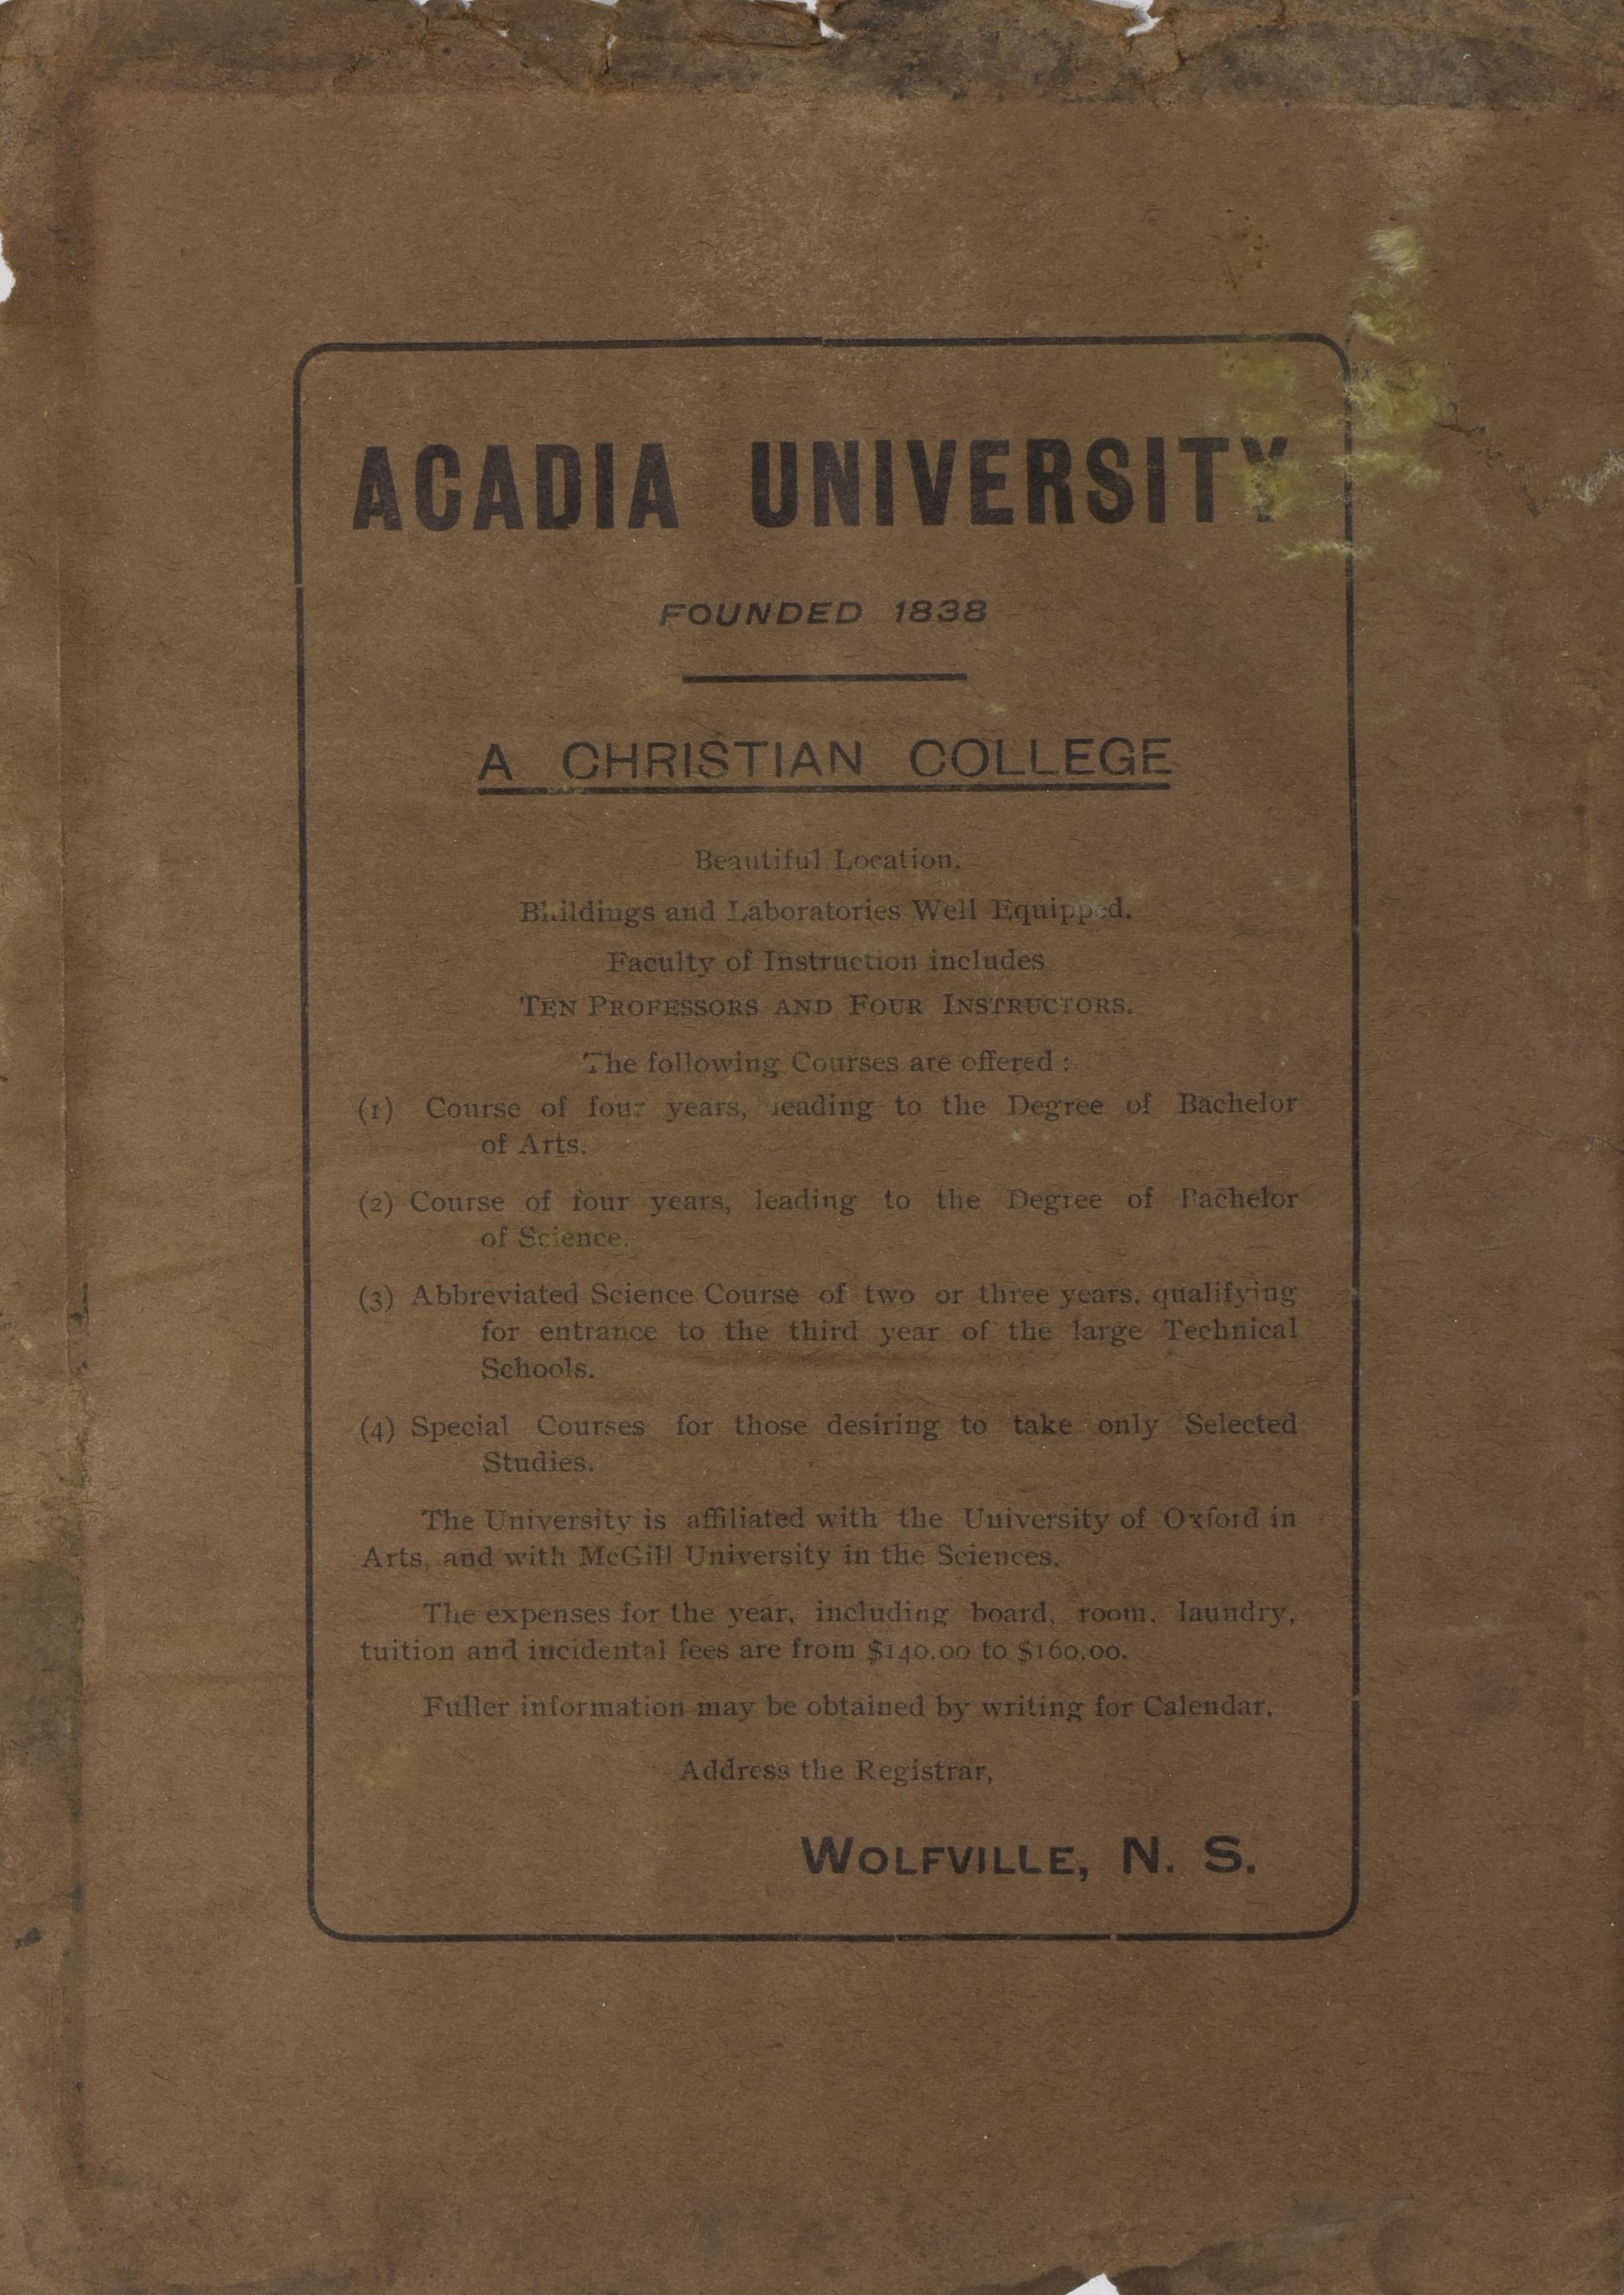 ACADIA UNIVERSITY
FOUNDED 1838
A CHRISTIAN COLLEGE
Beautiful Location.
Buildings and Laboratories Well Equipped.
Faculty of Instruction includes
TEN PROFESSORS AND FOUR INSTRUCTORS.
The following Courses are offered :
(1) Course of four years, leading to the Degree of Bachelor
of Arts.
(2) Course of four years, leading to the Degree of Bachelor
of Science.
(3) Abbreviated Science Course of two or three years, qualifying
for entrance to the third year of the large Technical
Schools.
(4) Special Courses for those desiring to take only Selected
Studies.
The University is affiliated with the University of Oxford in
Arts, and with McGill University in the Sciences.
The expenses for the year, including board, room, laundry,
tuition and incidental fees are from $140.00 to $160.00.
Fuller information may be obtained by writing for Calendar.
Address the Registrar,
WOLFVILLE, N. S.